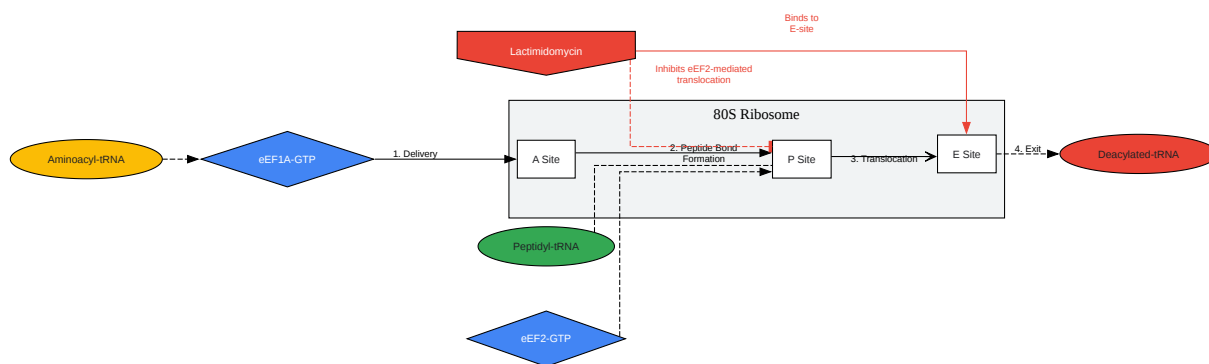 Binds to
E-site
Lactimidomycin
Inhibits eEF2-mediated
translocation
80S Ribosome
Aminoacyl-tRNA
eEF1A-GTP
1. Delivery
A Site
2. Peptide Bond
Formation
P Site
3. Translocation
E Site
4. Exit
Deacylated-tRNA
Peptidyl-tRNA
eEF2-GTP